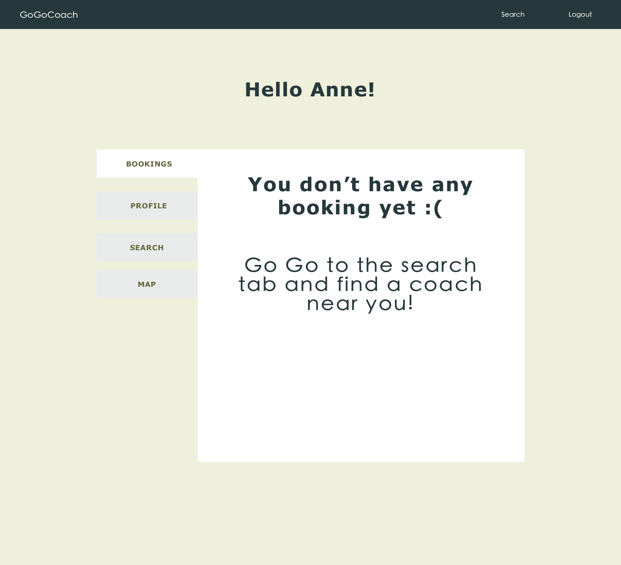 GoGoCoach
Search
Logout
Hello Anne!
BOOKINGS
PROFILE
SEARCH
MAP
You don’t have any
booking yet :(
Go Go to the search
tab and find a coach
near you!